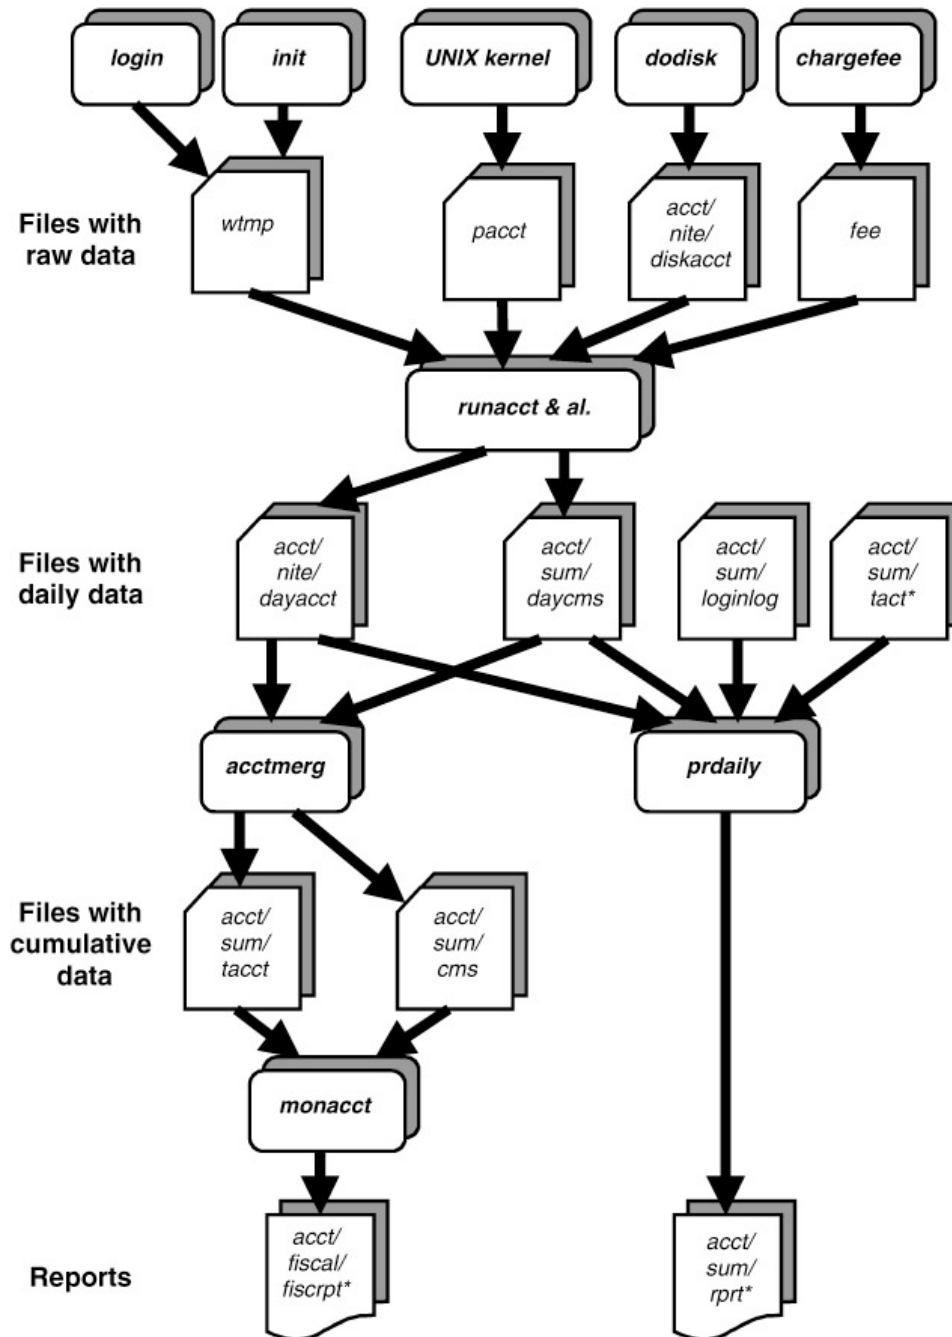 login
init
UNIX kernel
dodisk
chargefee
Files with
raw data
wtmp
pacct
acct/
nite/
diskacct
fee
runacct & al.
Files with
daily data
acct/
nite/
dayacct
acct/
sum/
daycms
acct/
sum/
loginlog
acct/
sum/
tact*
acctmerg
prdaily
Files with
cumulative
data
acct/
sum/
tacct
acct/
sum/
cms
monacct
Reports
acct/
fiscal/
fiscrpt*
acct/
sum/
rprt*